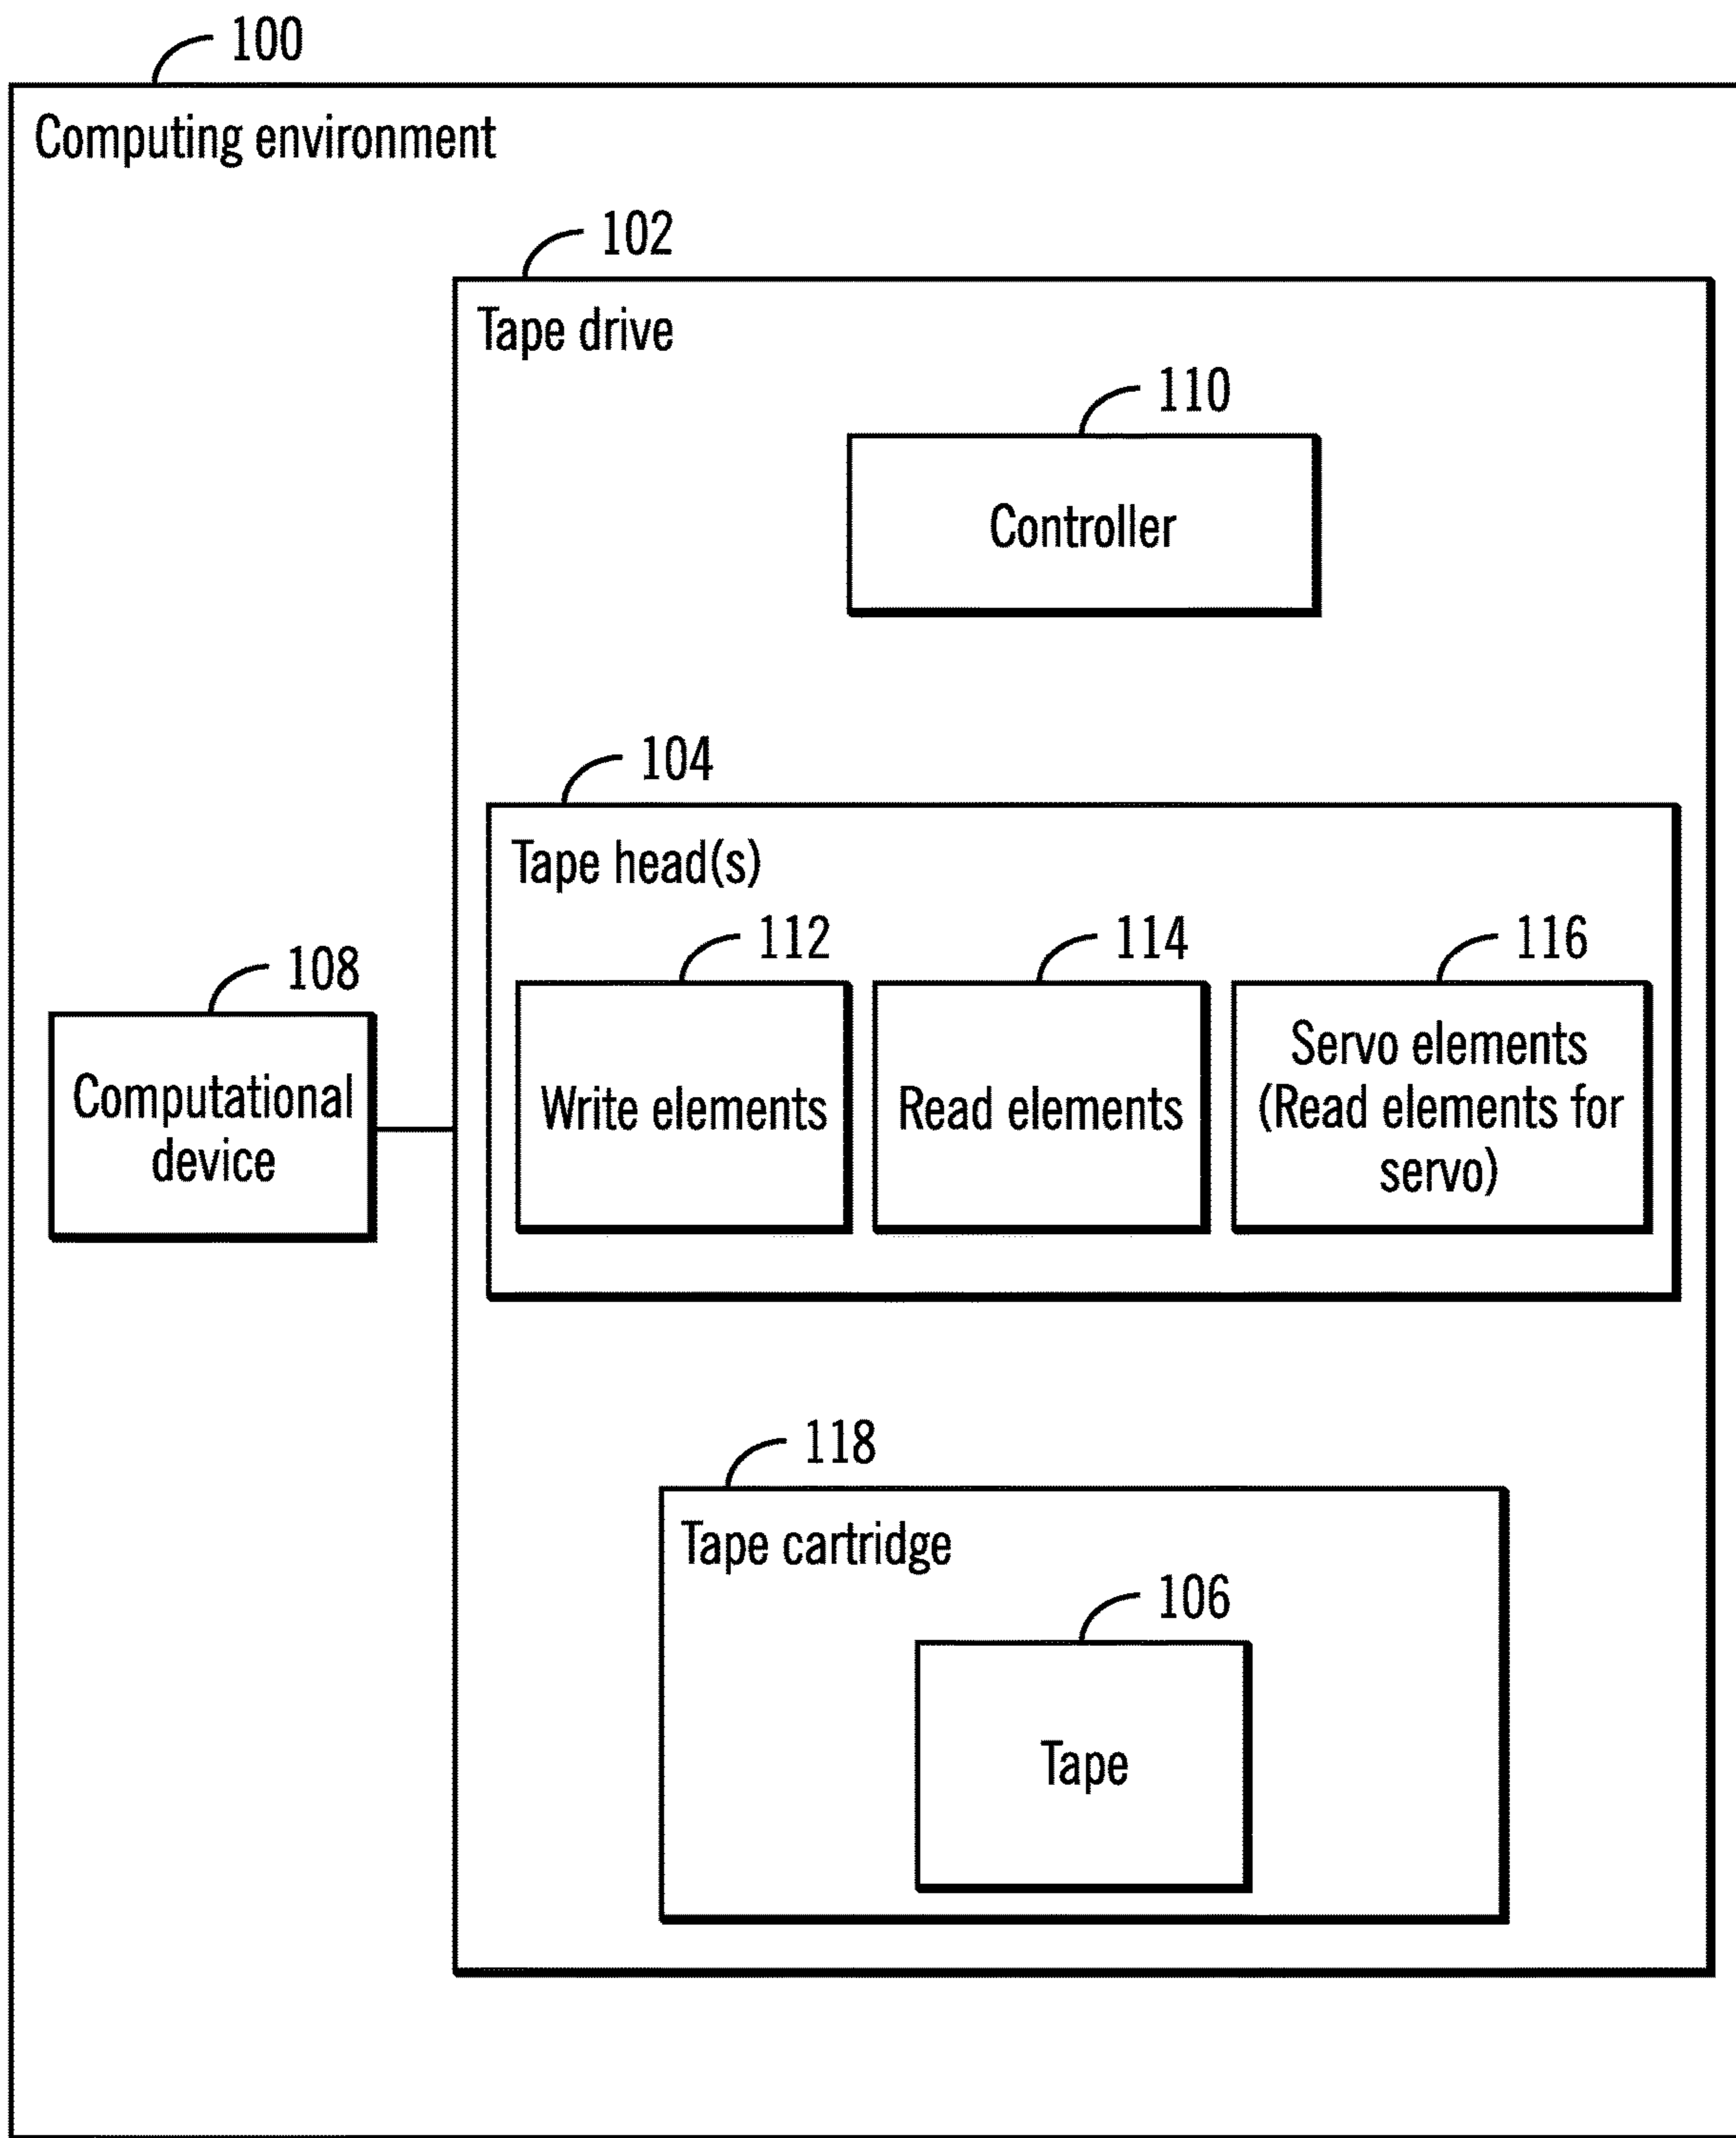 100
Computing environment
102
Tape drive
110
Controller
104
Tape head(s)
112
114
116
Write elements
Read elements
Servo elements
(Read elements for
servo)
108
Computational
device
118
Tape cartridge
106
Tape